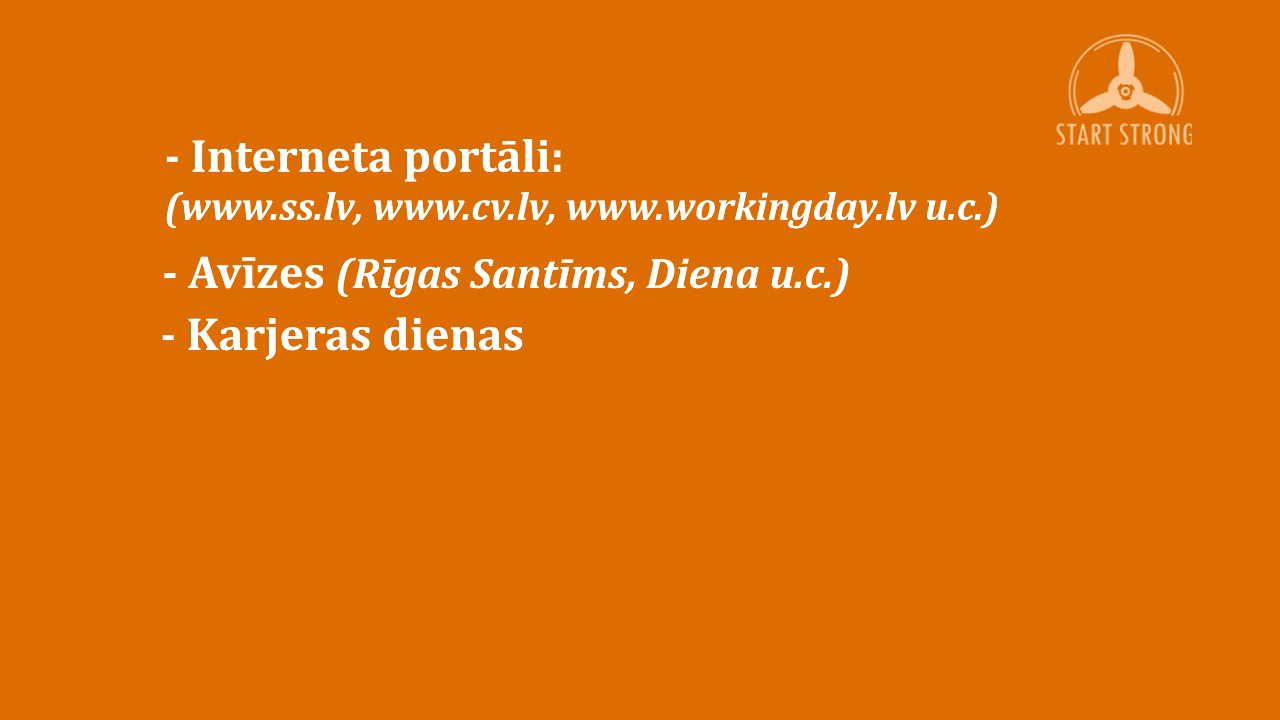 START STRONG
- Interneta portāli:
(www.ss.lv, www.cv.lv, www.workingday.lv u.c.)
- Avīzes (Rīgas Santīms, Diena u.c.)
- Karjeras dienas